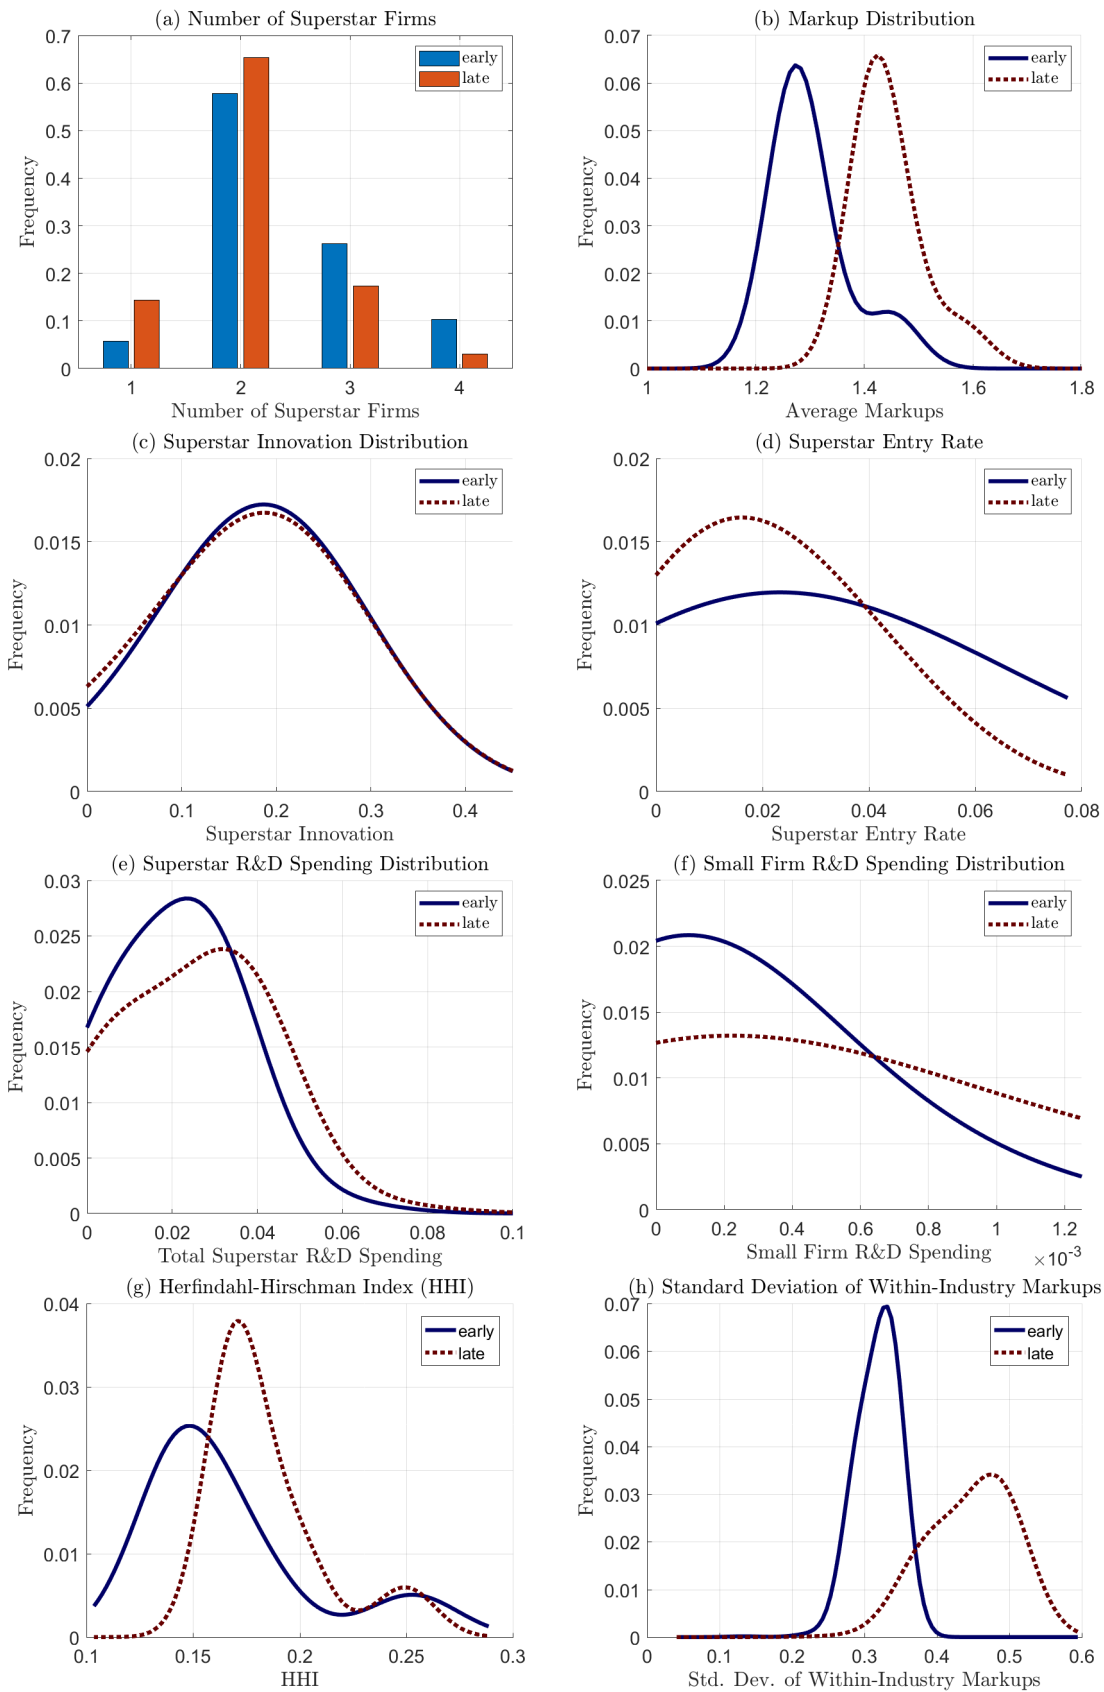 (a) Number of Superstar Firms
0.7
0.6
0.5
0.4
0.3
0.2
0.1
0
Frequency
early
late
1 2 3 4
Number of Superstar Firms
(b) Markup Distribution
0.07
0.06
0.05
0.04
0.03
0.02
0.01
0
Frequency
early
late
1 1.2 1.4 1.6 1.8
Average Markups
(c) Superstar Innovation Distribution
0.02
0.015
0.01
0.005
0
Frequency
early
late
0 0.1 0.2 0.3 0.4
Superstar Innovation
(d) Superstar Entry Rate
0.02
0.015
0.01
0.005
0
Frequency
early
late
0 0.02 0.04 0.06 0.08
Superstar Entry Rate
(e) Superstar R&D Spending Distribution
0.03
0.025
0.02
0.015
0.01
0.005
0
Frequency
early
late
0 0.02 0.04 0.06 0.08 0.1
Total Superstar R&D Spending
(f) Small Firm R&D Spending Distribution
0.025
0.02
0.015
0.01
0.005
0
Frequency
early
late
0 0.2 0.4 0.6 0.8 1 1.2
Small Firm R&D Spending
×10⁻³
(g) Herfindahl-Hirschman Index (HHI)
0.04
0.03
0.02
0.01
0
Frequency
early
late
0.1 0.15 0.2 0.25 0.3
HHI
(h) Standard Deviation of Within-Industry Markups
0.07
0.06
0.05
0.04
0.03
0.02
0.01
0
Frequency
early
late
0 0.1 0.2 0.3 0.4 0.5 0.6
Std. Dev. of Within-Industry Markups